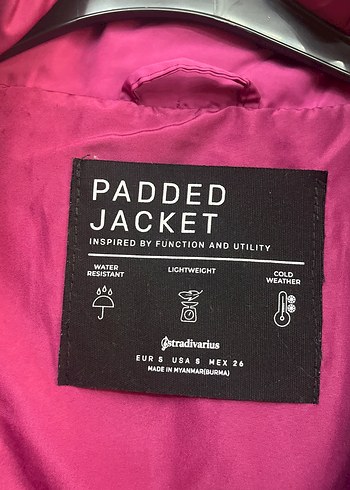 PADDED
JACKET
INSPIRED BY FUNCTION AND UTILITY
WATER
RESISTANT
LIGHTWEIGHT
COLD
WEATHER
stradivarius
EUR S USA S MEX 26
MADE IN MYANMAR(BURMA)